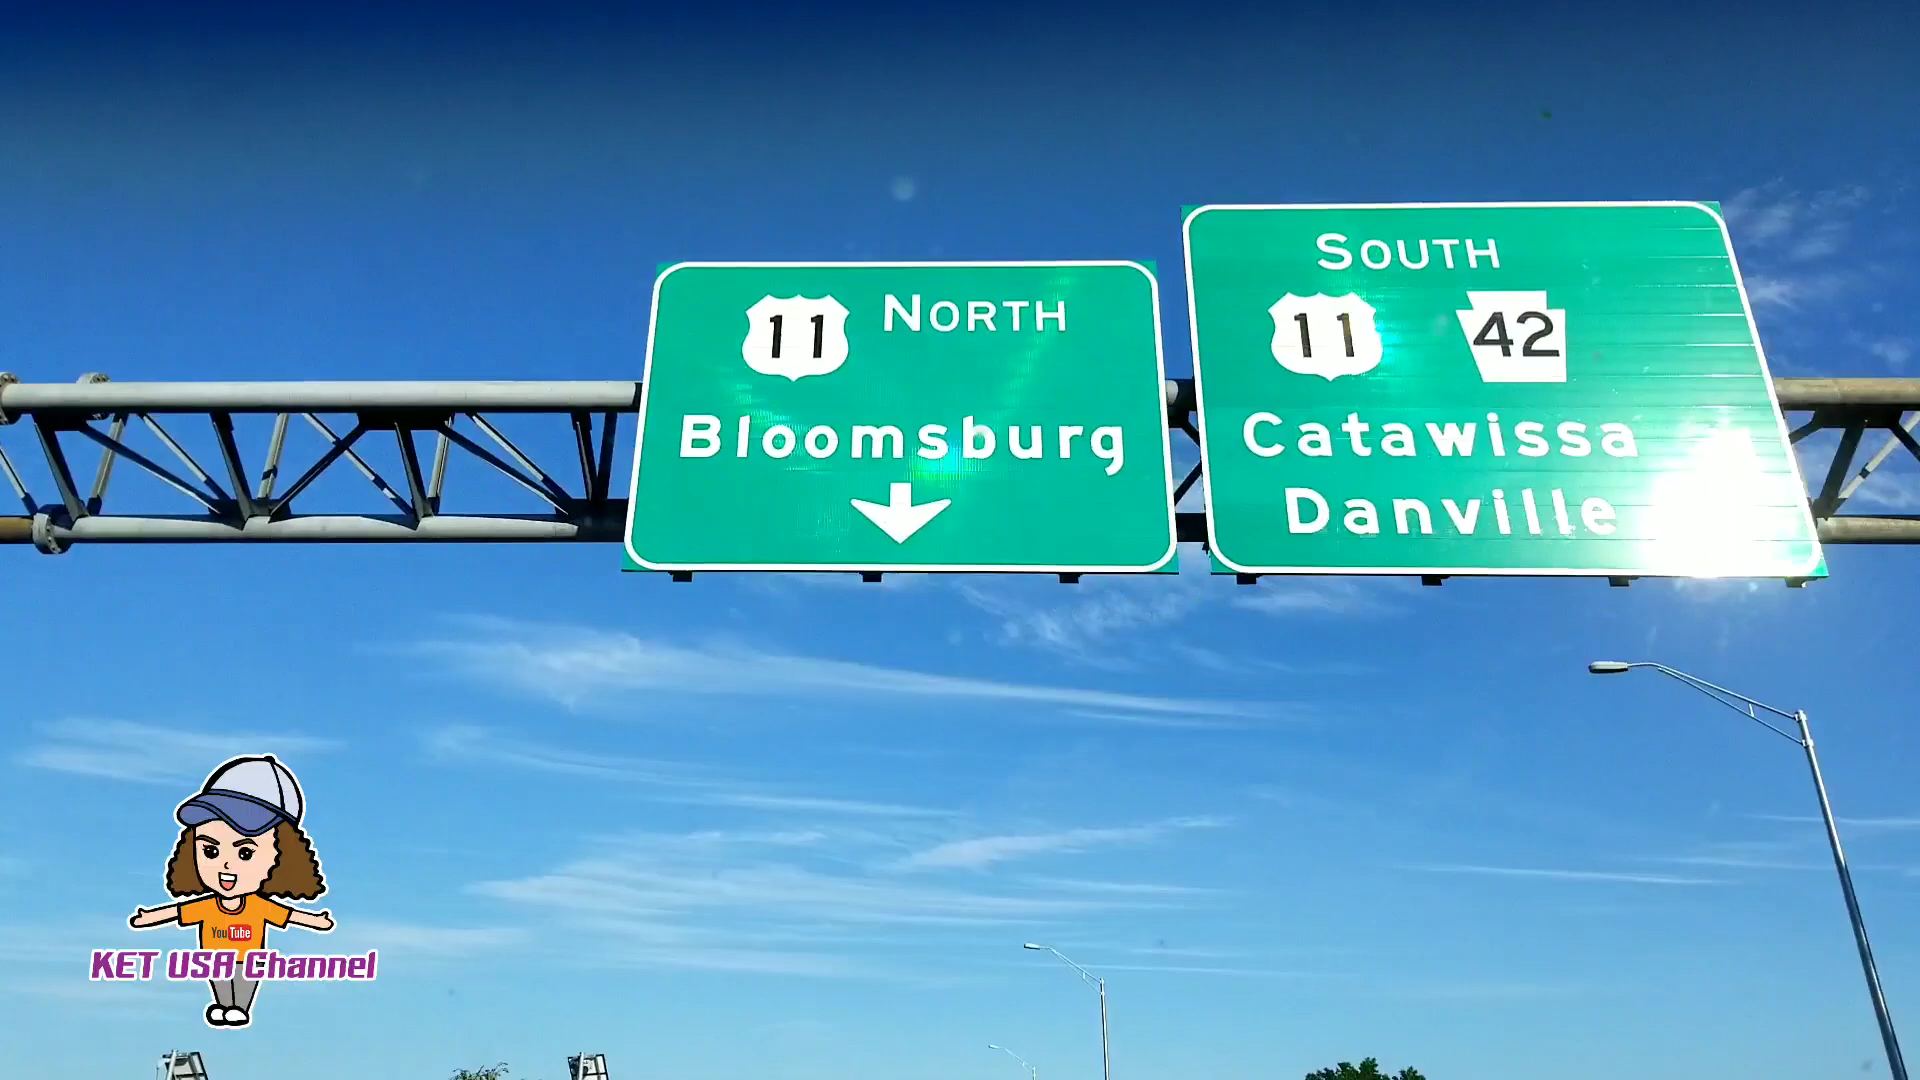 11 NORTH
Bloomsburg
SOUTH
11 42
Catawissa
Danville
YouTube
KET USA Channel